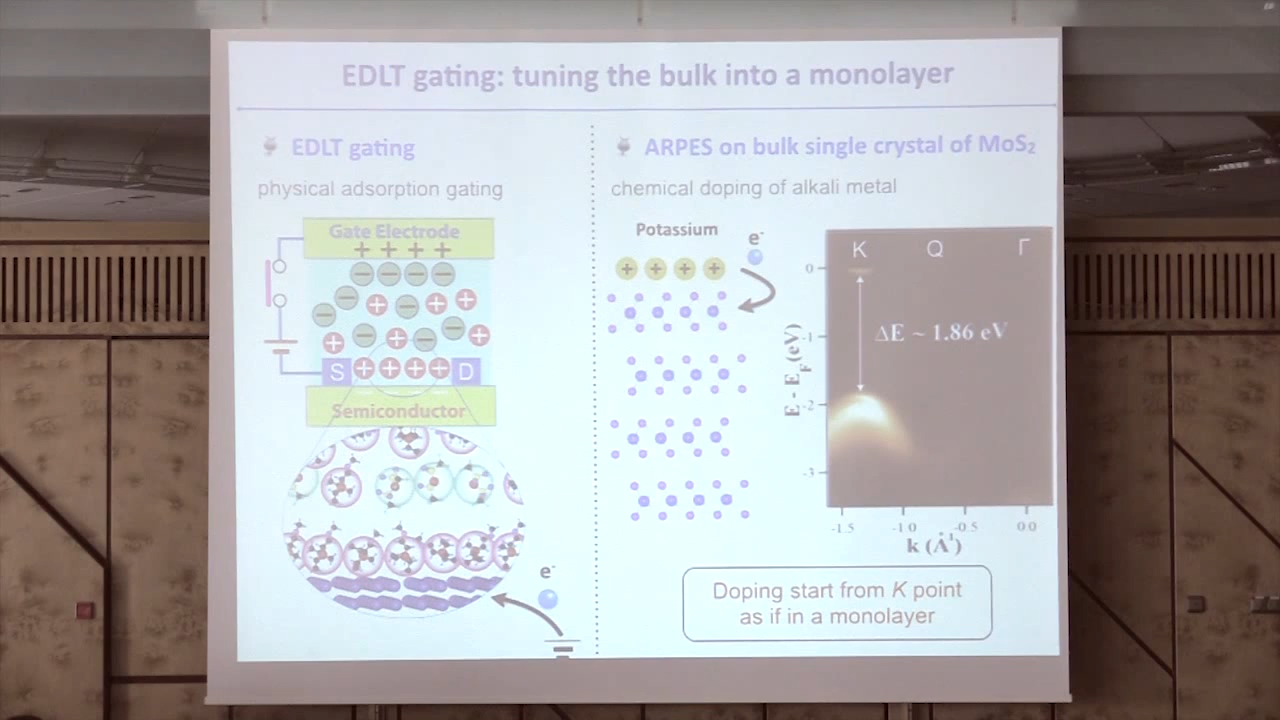 EDLT gating: tuning the bulk into a monolayer
EDLT gating
physical adsorption gating
Gate Electrode
+ + + +
S
D
Semiconductor
e-
ARPES on bulk single crystal of MoS2
chemical doping of alkali metal
Potassium
e-
K Q Γ
0
-1
-2
-3
ΔE ~ 1.86 eV
E - EF (eV)
-1.5 -1.0 -0.5 0.0
k (Å-1)
Doping start from K point
as if in a monolayer